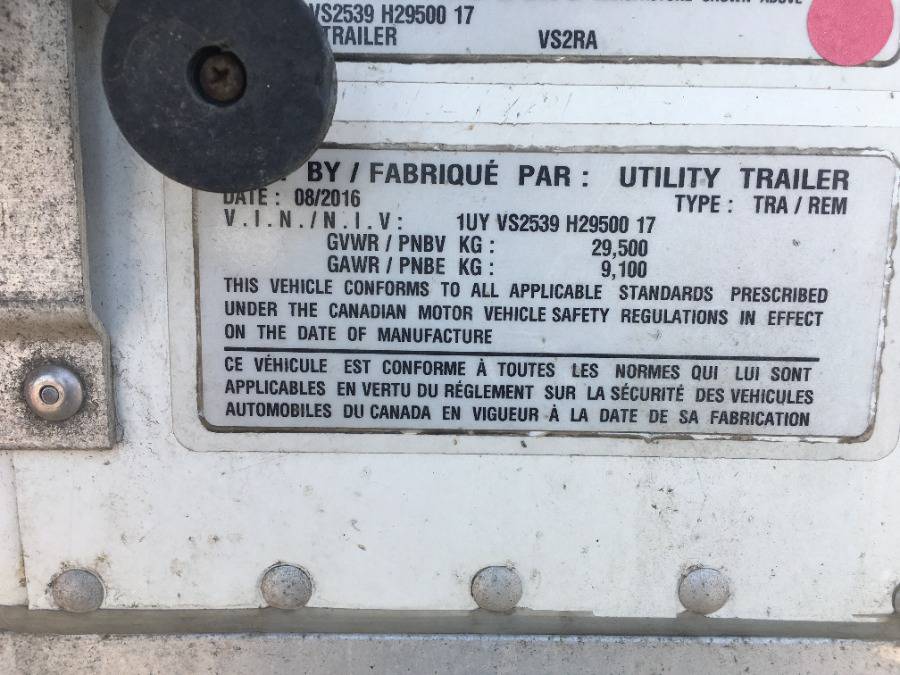 VS2539 H29500 17
TRAILER VS2RA
BY / FABRIQUÉ PAR : UTILITY TRAILER
DATE : 08/2016 TYPE : TRA / REM
V.I.N./N.I.V: 1UY VS2539 H29500 17
GVWR / PNBV KG : 29,500
GAWR / PNBE KG : 9,100
THIS VEHICLE CONFORMS TO ALL APPLICABLE STANDARDS PRESCRIBED
UNDER THE CANADIAN MOTOR VEHICLE SAFETY REGULATIONS IN EFFECT
ON THE DATE OF MANUFACTURE
CE VÉHICULE EST CONFORME À TOUTES LES NORMES QUI LUI SONT
APPLICABLES EN VERTU DU RÉGLEMENT SUR LA SÉCURITÉ DES VEHICULES
AUTOMOBILES DU CANADA EN VIGUEUR À LA DATE DE SA FABRICATION